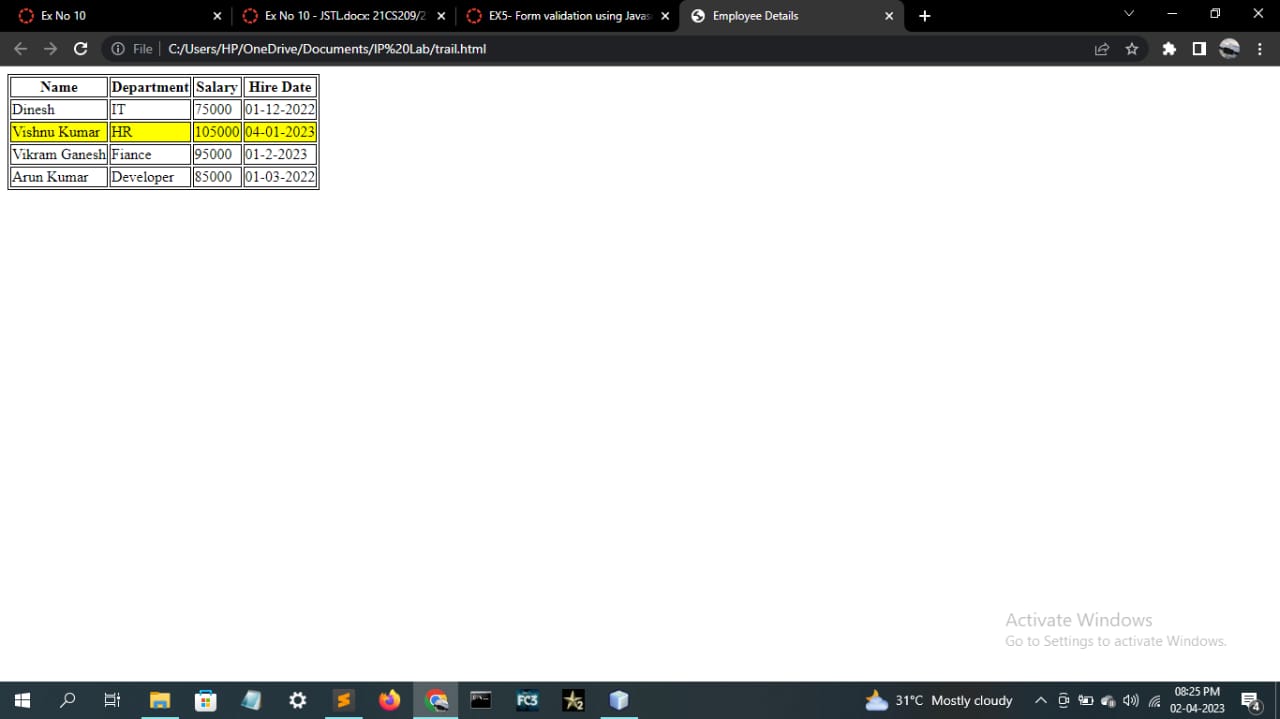 Ex No 10
Ex No 10 - JSTL.docx: 21CS209/2
EX5- Form validation using Javas
Employee Details
File
C:/Users/HP/OneDrive/Documents/IP%20Lab/trail.html
Name Department Salary Hire Date
Dinesh IT 75000 01-12-2022
Vishnu Kumar HR 105000 04-01-2023
Vikram Ganesh Fiance 95000 01-2-2023
Arun Kumar Developer 85000 01-03-2022
Activate Windows
Go to Settings to activate Windows.
FC3
2
31°C Mostly cloudy
08:25 PM
02-04-2023
4